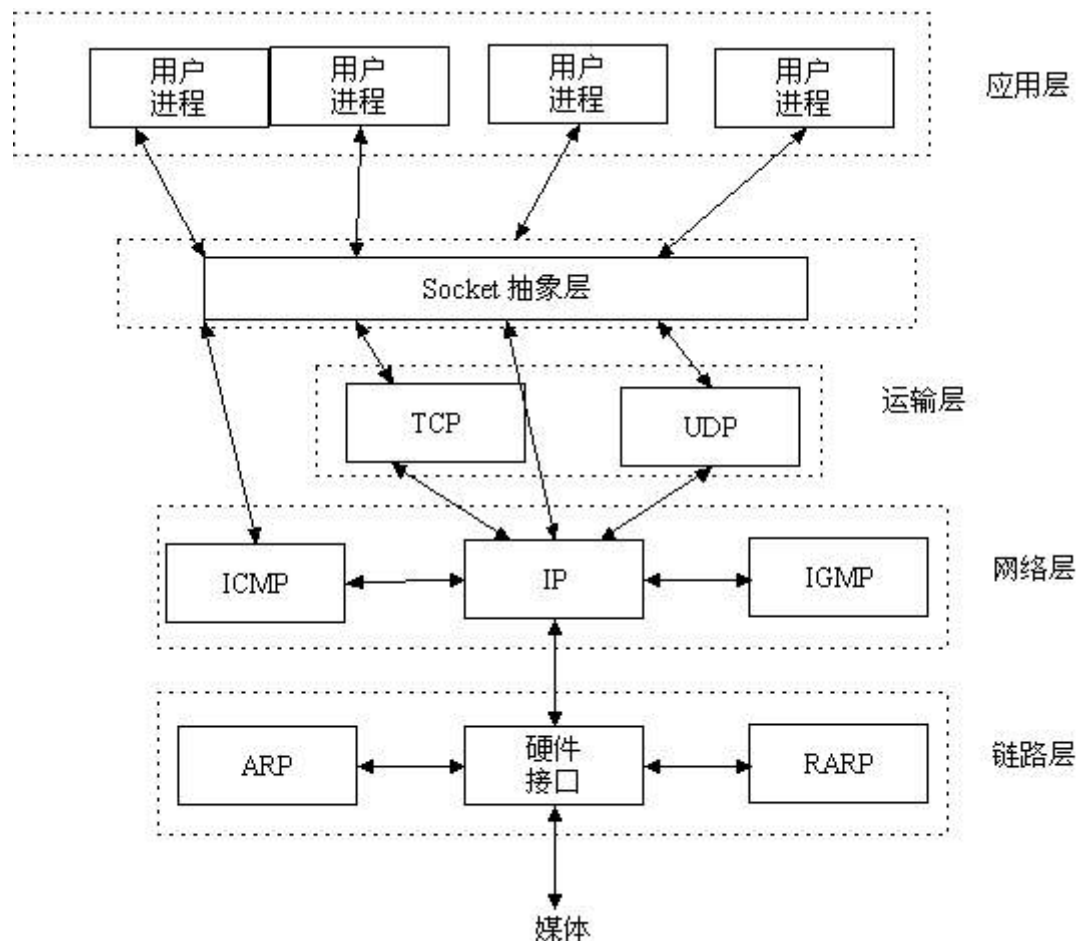 用户
进程
用户
进程
用户
进程
用户
进程
应用层
Socket 抽象层
TCP
UDP
运输层
ICMP
IP
IGMP
网络层
ARP
硬件
接口
RARP
链路层
媒体